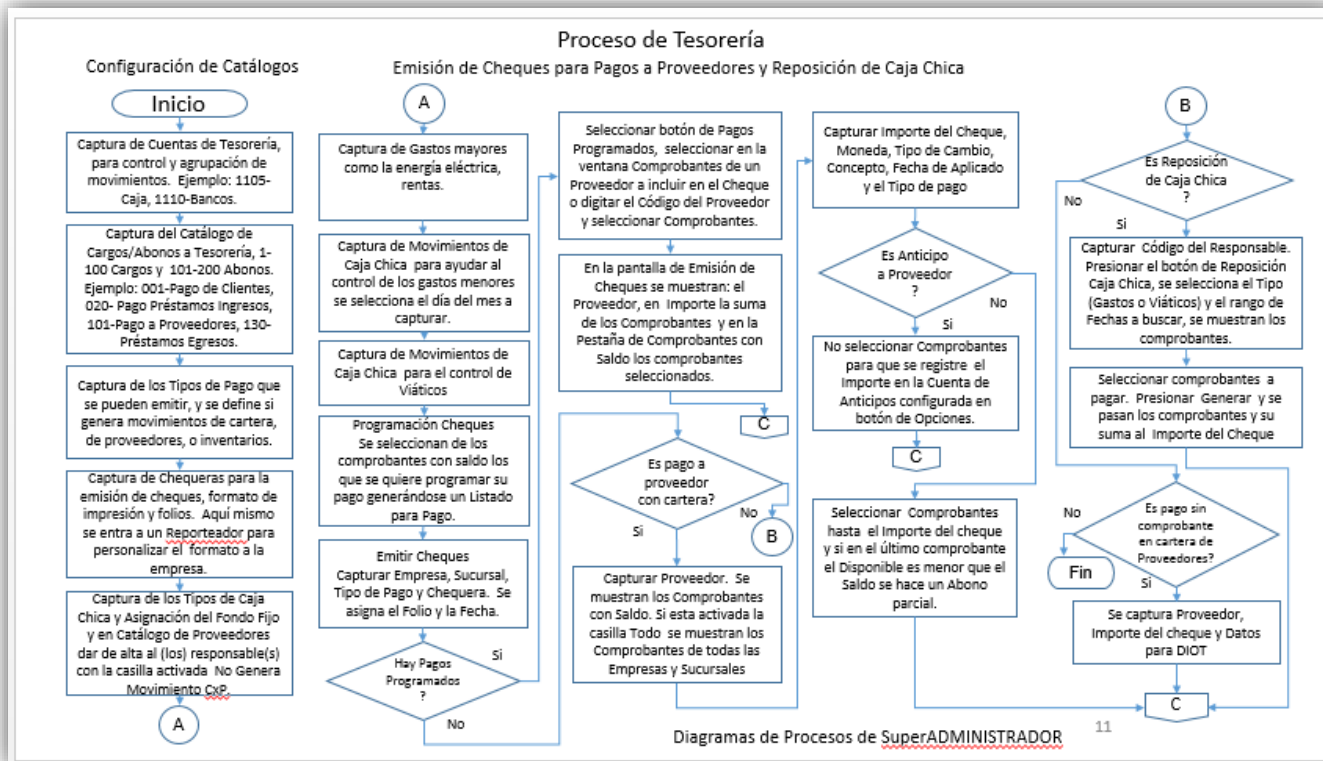 Proceso de Tesorería
Configuración de Catálogos
Emisión de Cheques para Pagos a Proveedores y Reposición de Caja Chica
Inicio
Captura de Cuentas de Tesorería,
para control y agrupación de
movimientos. Ejemplo: 1105-
Caja, 1110-Bancos.
Captura del Catálogo de
Cargos/Abonos a Tesorería, 1-
100 Cargos y 101-200 Abonos.
Ejemplo: 001-Pago de Clientes,
020- Pago Préstamos Ingresos,
101-Pago a Proveedores, 130-
Préstamos Egresos.
Captura de los Tipos de Pago que
se pueden emitir, y se define si
genera movimientos de cartera,
de proveedores, o inventarios.
Captura de Chequeras para la
emisión de cheques, formato de
impresión y folios. Aquí mismo
se entra a un Reporteador para
personalizar el formato a la
empresa.
Captura de los Tipos de Caja
Chica y Asignación del Fondo Fijo
y en Catálogo de Proveedores
dar de alta al (los) responsable(s)
con la casilla activada No Genera
Movimiento CxP.
A
A
Captura de Gastos mayores
como la energía eléctrica,
rentas.
Captura de Movimientos de
Caja Chica para ayudar al
control de los gastos menores
se selecciona el día del mes a
capturar.
Captura de Movimientos de
Caja Chica para el control de
Viáticos
Programación Cheques
Se seleccionan de los
comprobantes con saldo los
que se quiere programar su
pago generándose un Listado
para Pago.
Emitir Cheques
Capturar Empresa, Sucursal,
Tipo de Pago y Chequera. Se
asigna el Folio y la Fecha.
Hay Pagos
Programados
?
Si
No
Seleccionar botón de Pagos
Programados, seleccionar en la
ventana Comprobantes de un
Proveedor a incluir en el Cheque
o digitar el Código del Proveedor
y seleccionar Comprobantes.
En la pantalla de Emisión de
Cheques se muestran: el
Proveedor, en Importe la suma
de los Comprobantes y en la
Pestaña de Comprobantes con
Saldo los comprobantes
seleccionados.
C
Es pago a
proveedor
con cartera?
No
Si
B
Capturar Proveedor. Se
muestran los Comprobantes
con Saldo. Si esta activada la
casilla Todo se muestran los
Comprobantes de todas las
Empresas y Sucursales
Capturar Importe del Cheque,
Moneda, Tipo de Cambio,
Concepto, Fecha de Aplicado
y el Tipo de pago
Es Anticipo
a Proveedor
?
No
Si
No seleccionar Comprobantes
para que se registre el
Importe en la Cuenta de
Anticipos configurada en
botón de Opciones.
C
Seleccionar Comprobantes
hasta el Importe del cheque
y si en el último comprobante
el Disponible es menor que el
Saldo se hace un Abono
parcial.
B
Es Reposición
de Caja Chica
?
No
Si
Capturar Código del Responsable.
Presionar el botón de Reposición
Caja Chica, se selecciona el Tipo
(Gastos o Viáticos) y el rango de
Fechas a buscar, se muestran los
comprobantes.
Seleccionar comprobantes a
pagar. Presionar Generar y se
pasan los comprobantes y su
suma al Importe del Cheque
No
Es pago sin
comprobante
en cartera de
Proveedores?
Fin
Si
Se captura Proveedor,
Importe del cheque y Datos
para DIOT
C
11
Diagramas de Procesos de SuperADMINISTRADOR